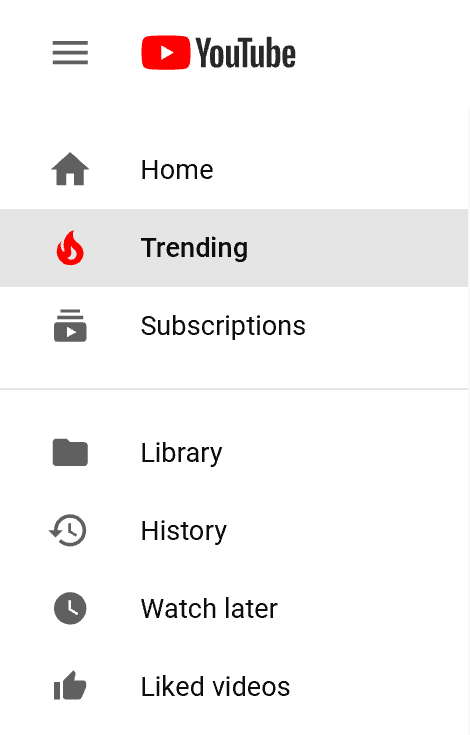 YouTube
Home
Trending
Subscriptions
Library
History
Watch later
Liked videos